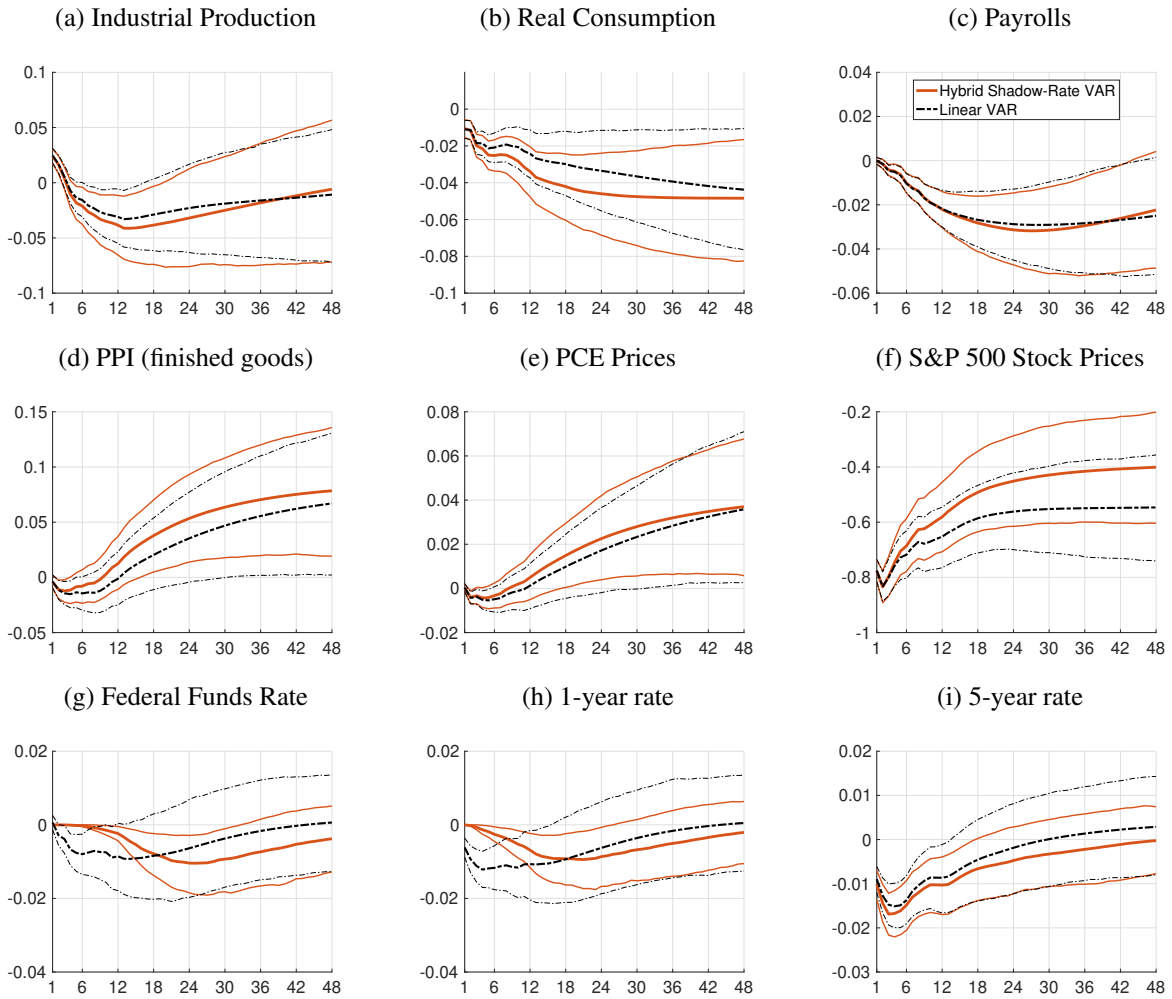 (a) Industrial Production
(b) Real Consumption
(c) Payrolls
0.1
0.05
0
-0.05
-0.1
1 6 12 18 24 30 36 42 48
0
-0.02
-0.04
-0.06
-0.08
-0.1
1 6 12 18 24 30 36 42 48
0.04
0.02
0
-0.02
-0.04
-0.06
1 6 12 18 24 30 36 42 48
Hybrid Shadow-Rate VAR
Linear VAR
(d) PPI (finished goods)
(e) PCE Prices
(f) S&P 500 Stock Prices
0.15
0.1
0.05
0
-0.05
1 6 12 18 24 30 36 42 48
0.08
0.06
0.04
0.02
0
-0.02
1 6 12 18 24 30 36 42 48
-0.2
-0.4
-0.6
-0.8
-1
1 6 12 18 24 30 36 42 48
(g) Federal Funds Rate
(h) 1-year rate
(i) 5-year rate
0.02
0
-0.02
-0.04
1 6 12 18 24 30 36 42 48
0.02
0
-0.02
-0.04
1 6 12 18 24 30 36 42 48
0.02
0.01
0
-0.01
-0.02
-0.03
1 6 12 18 24 30 36 42 48